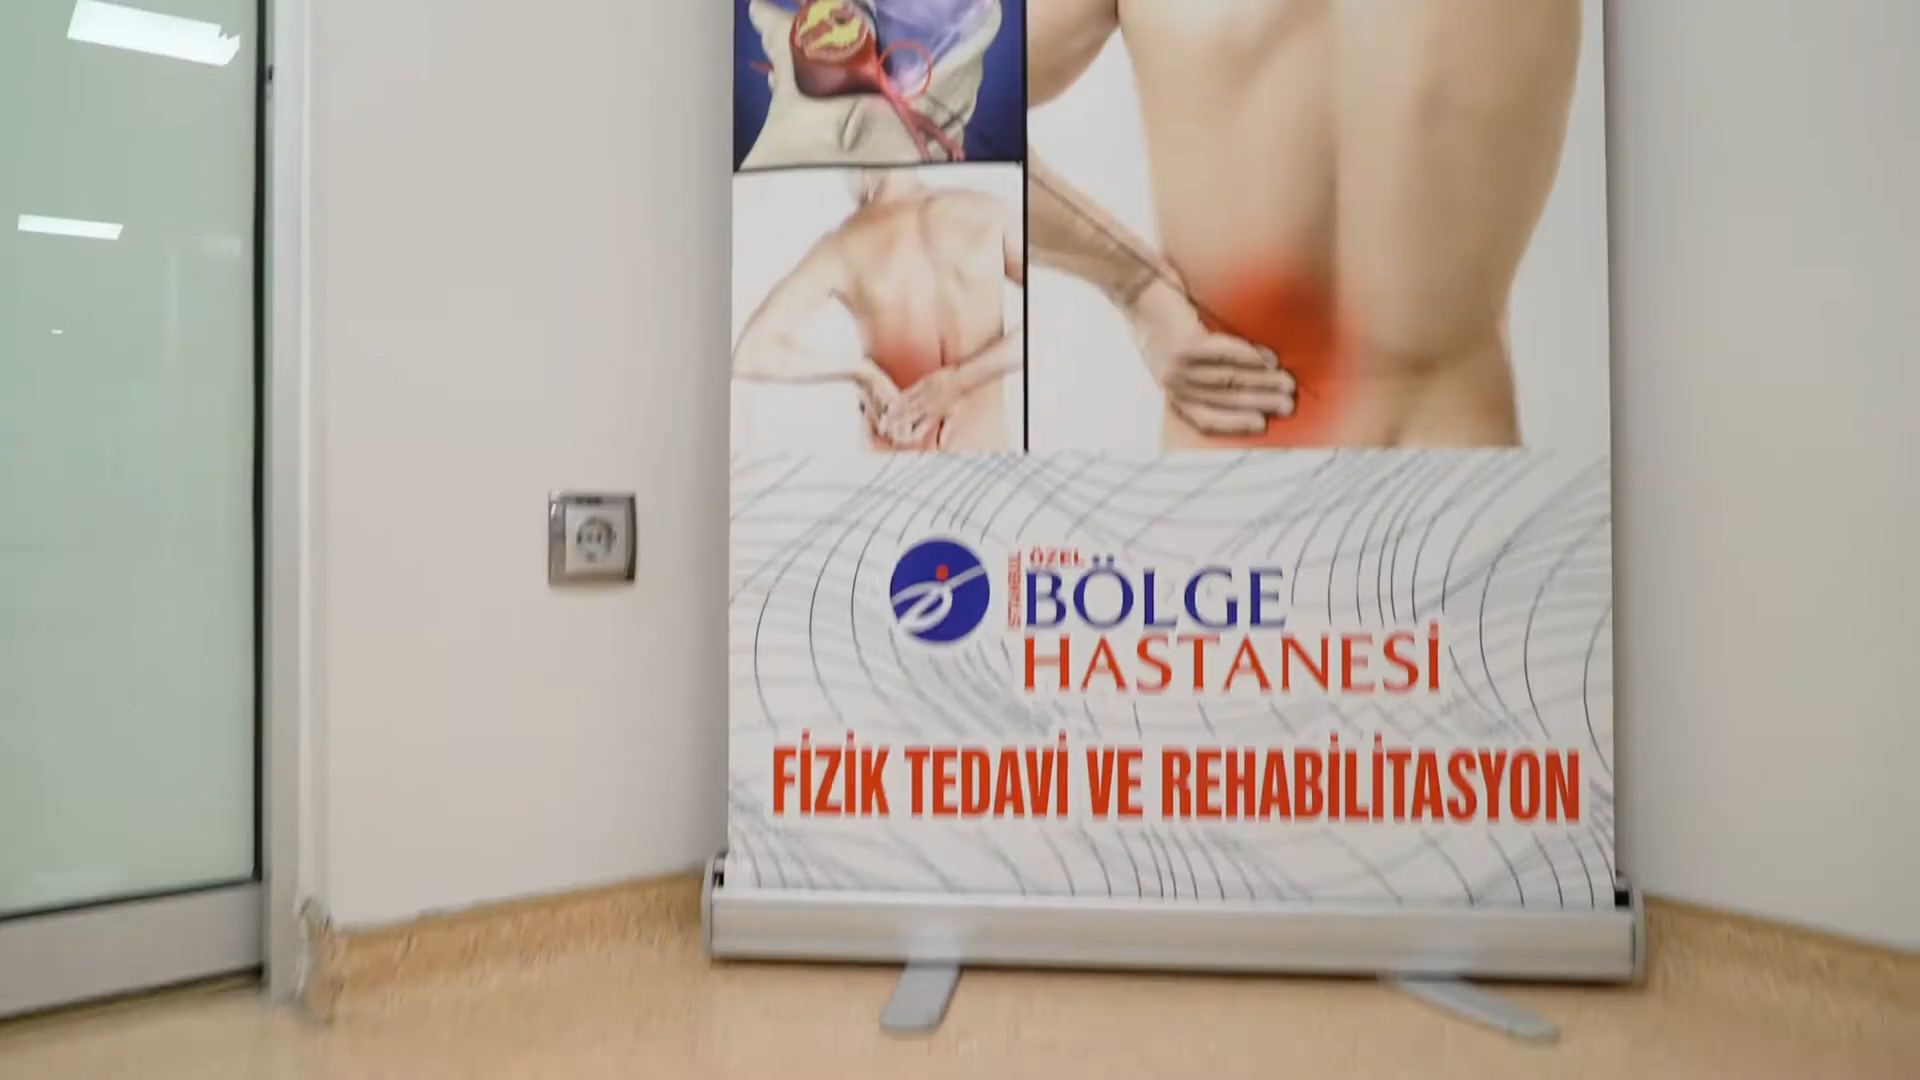 ÖZEL
İSTANBUL
BÖLGE
HASTANESİ
FİZİK TEDAVİ VE REHABİLİTASYON